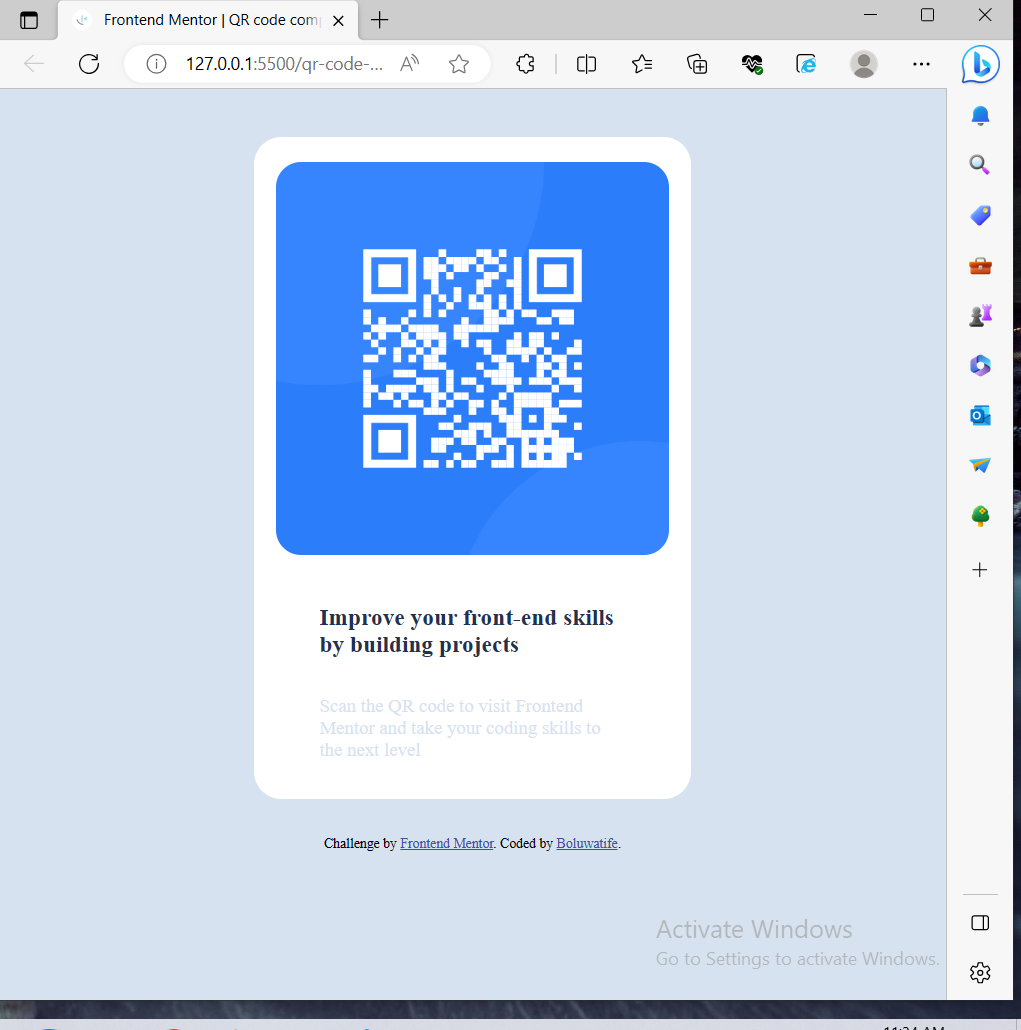 Frontend Mentor | QR code com
127.0.0.1:5500/qr-code-...
Improve your front-end skills
by building projects
Scan the QR code to visit Frontend
Mentor and take your coding skills to
the next level
Challenge by Frontend Mentor. Coded by Boluwatife.
Activate Windows
Go to Settings to activate Windows.